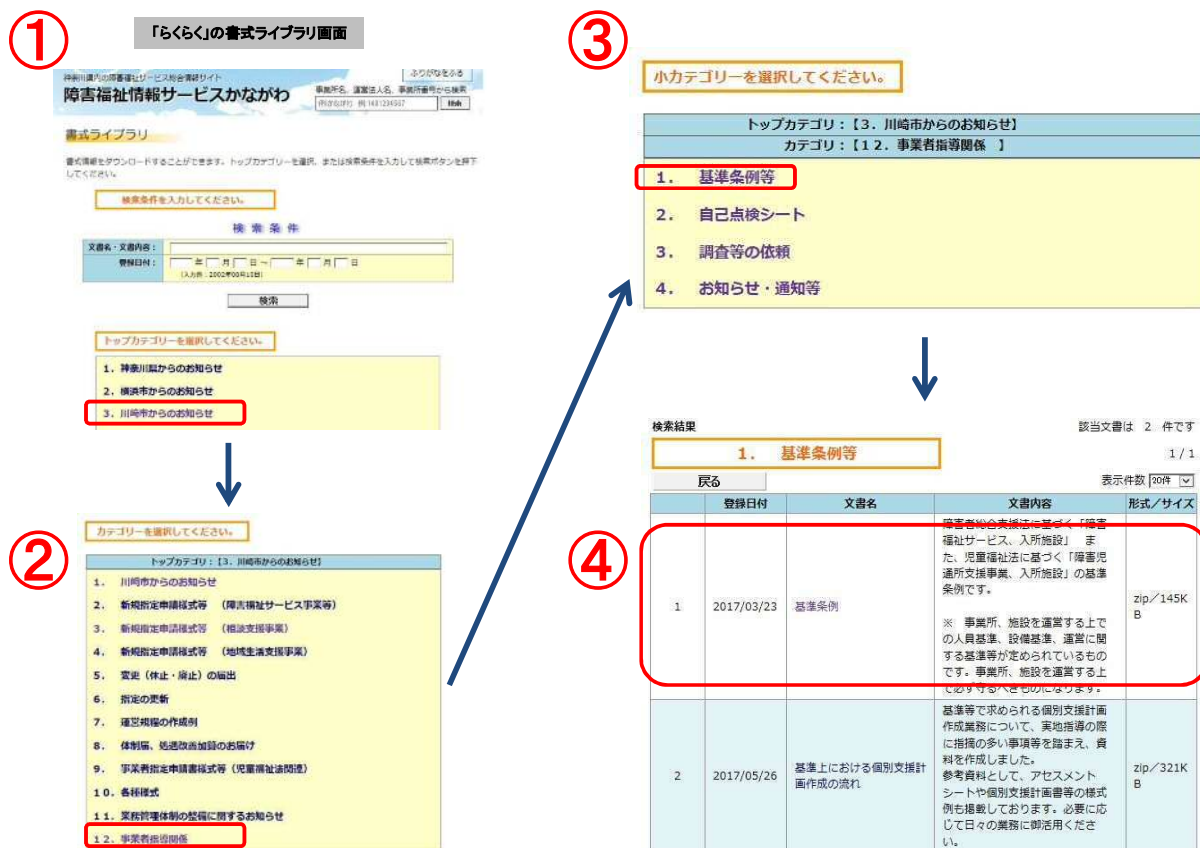 ①
「らくらく」の書式ライブラリ画面
神奈川県内の障害福祉サービス総合情報サイト
ふりがなをふる
障害福祉情報サービスかながわ
事業所名、運営法人名、事業所番号から検索
検索
書式ライブラリ
書式情報をダウンロードすることができます。トップカテゴリーを選択、または検索条件を入力して検索ボタンを押下
してください。
検索条件を入力してください。
検 索 条 件
文書名・文書内容：
登録日付：
年 月 日 ～ 年 月 日
検索
トップカテゴリーを選択してください。
1．神奈川県からのお知らせ
2．横浜市からのお知らせ
3．川崎市からのお知らせ
②
カテゴリーを選択してください。
トップカテゴリ：【3．川崎市からのお知らせ】
1． 川崎市からのお知らせ
2． 新規指定申請様式等 （障害福祉サービス事業等）
3． 新規指定申請様式等 （相談支援事業）
4． 新規指定申請様式等 （地域生活支援事業）
5． 変更（休止・廃止）の届出
6． 指定の更新
7． 運営規程の作成例
8． 体制届、処遇改善加算のお届け
9． 事業者指定申請書様式等（児童福祉法関連）
10．各種様式
11．業務管理体制の整備に関するお知らせ
12．事業者指導関係
③
小カテゴリーを選択してください。
トップカテゴリ：【3．川崎市からのお知らせ】
カテゴリ：【12．事業者指導関係 】
1． 基準条例等
2． 自己点検シート
3． 調査等の依頼
4． お知らせ・通知等
④
検索結果
該当文書は 2 件です
1． 基準条例等
1/1
戻る
表示件数 20件
登録日付 文書名 文書内容 形式／サイズ
1 2017/03/23 基準条例
障害者総合支援法に基づく「障害
福祉サービス、入所施設」 ま
た、児童福祉法に基づく「障害児
通所支援事業、入所施設」の基準
条例です。
※ 事業所、施設を運営する上で
の人員基準、設備基準、運営に関
する基準等が定められているもの
です。事業所、施設を運営する上
で必ず守るべきものになります。
zip／145K
B
2 2017/05/26 基準上における個別支援計
画作成の流れ
基準等で求められる個別支援計画
作成業務について、実地指導の際
に指摘の多い事項等を踏まえ、資
料を作成しました。
参考資料として、アセスメント
シートや個別支援計画書等の様式
例も掲載しております。必要に応
じて日々の業務に御活用くださ
い。
zip／321K
B